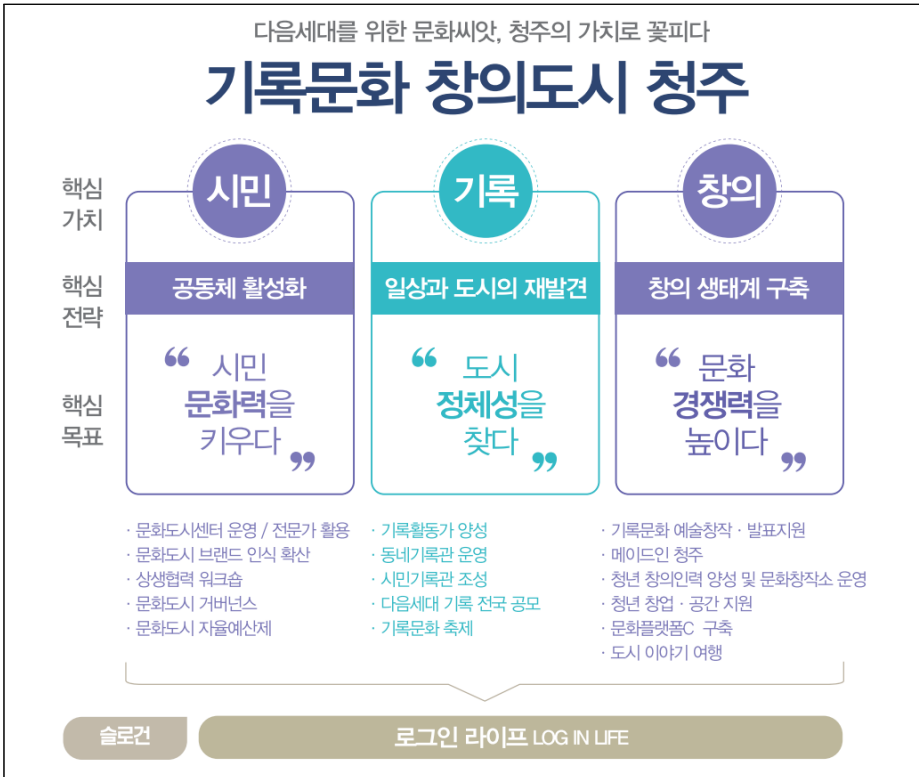 다음세대를 위한 문화씨앗, 청주의 가치로 꽃피다
기록문화 창의도시 청주
핵심
가치
시민
기록
창의
핵심
전략
공동체 활성화
일상과 도시의 재발견
창의 생태계 구축
핵심
목표
“ 시민
문화력을
키우다 ”
“ 도시
정체성을
찾다 ”
“ 문화
경쟁력을
높이다 ”
· 문화도시센터 운영 / 전문가 활용
· 문화도시 브랜드 인식 확산
· 상생협력 워크숍
· 문화도시 거버넌스
· 문화도시 자율예산제
· 기록활동가 양성
· 동네기록관 운영
· 시민기록관 조성
· 다음세대 기록 전국 공모
· 기록문화 축제
· 기록문화 예술창작 · 발표지원
· 메이드인 청주
· 청년 창의인력 양성 및 문화창작소 운영
· 청년 창업 · 공간 지원
· 문화플랫폼C 구축
· 도시 이야기 여행
슬로건
로그인 라이프 LOG IN LIFE